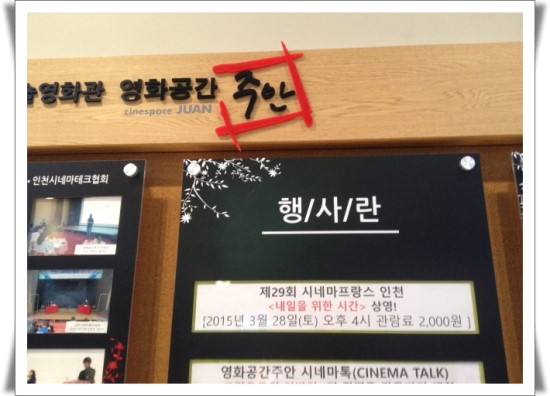 영화관 영화공간 주안
cinespace JUAN
인천시네마테크협회
행/사/란
제29회 시네마프랑스 인천
<내일을 위한 시간> 상영!
[2015년 3월 28일(토) 오후 4시 관람료 2,000원 ]
영화공간주안 시네마톡(CINEMA TALK)